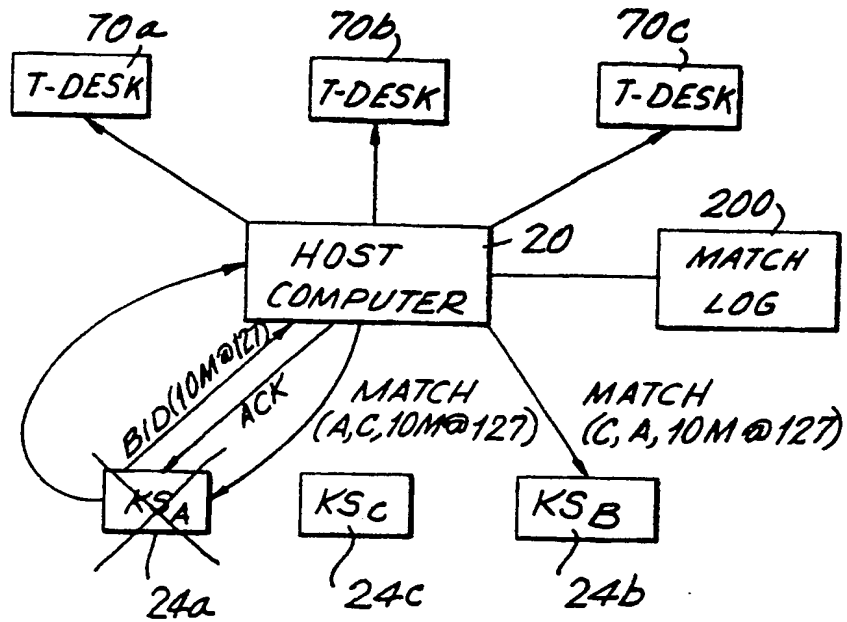 70a
70b
70c
T-DESK
T-DESK
T-DESK
200
20
HOST
COMPUTER
MATCH
LOG
BID(10M@127)
ACK
MATCH
(A,C,10M@127)
MATCH
(C,A,10M@127)
KSA
KSC
KSB
24a
24c
24b